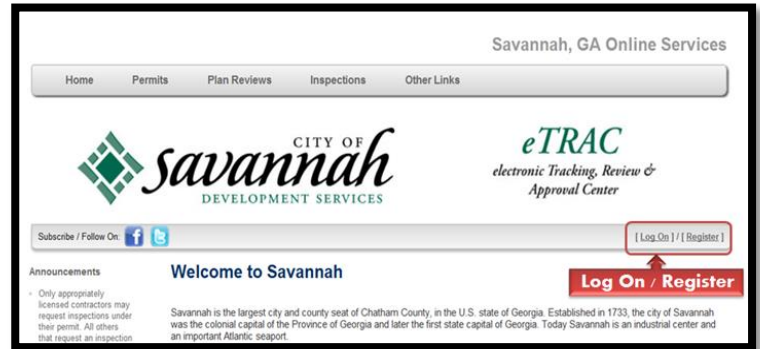 Savannah, GA Online Services
Home Permits Plan Reviews Inspections Other Links
CITY OF
Savannah
DEVELOPMENT SERVICES
eTRAC
electronic Tracking, Review &
Approval Center
Subscribe / Follow On:
[ Log On ] / [ Register ]
Log On / Register
Announcements
Only appropriately
licensed contractors may
request inspections under
their permit. All others
that request an inspection
Welcome to Savannah
Savannah is the largest city and county seat of Chatham County, in the U.S. state of Georgia. Established in 1733, the city of Savannah
was the colonial capital of the Province of Georgia and later the first state capital of Georgia. Today Savannah is an industrial center and
an important Atlantic seaport.